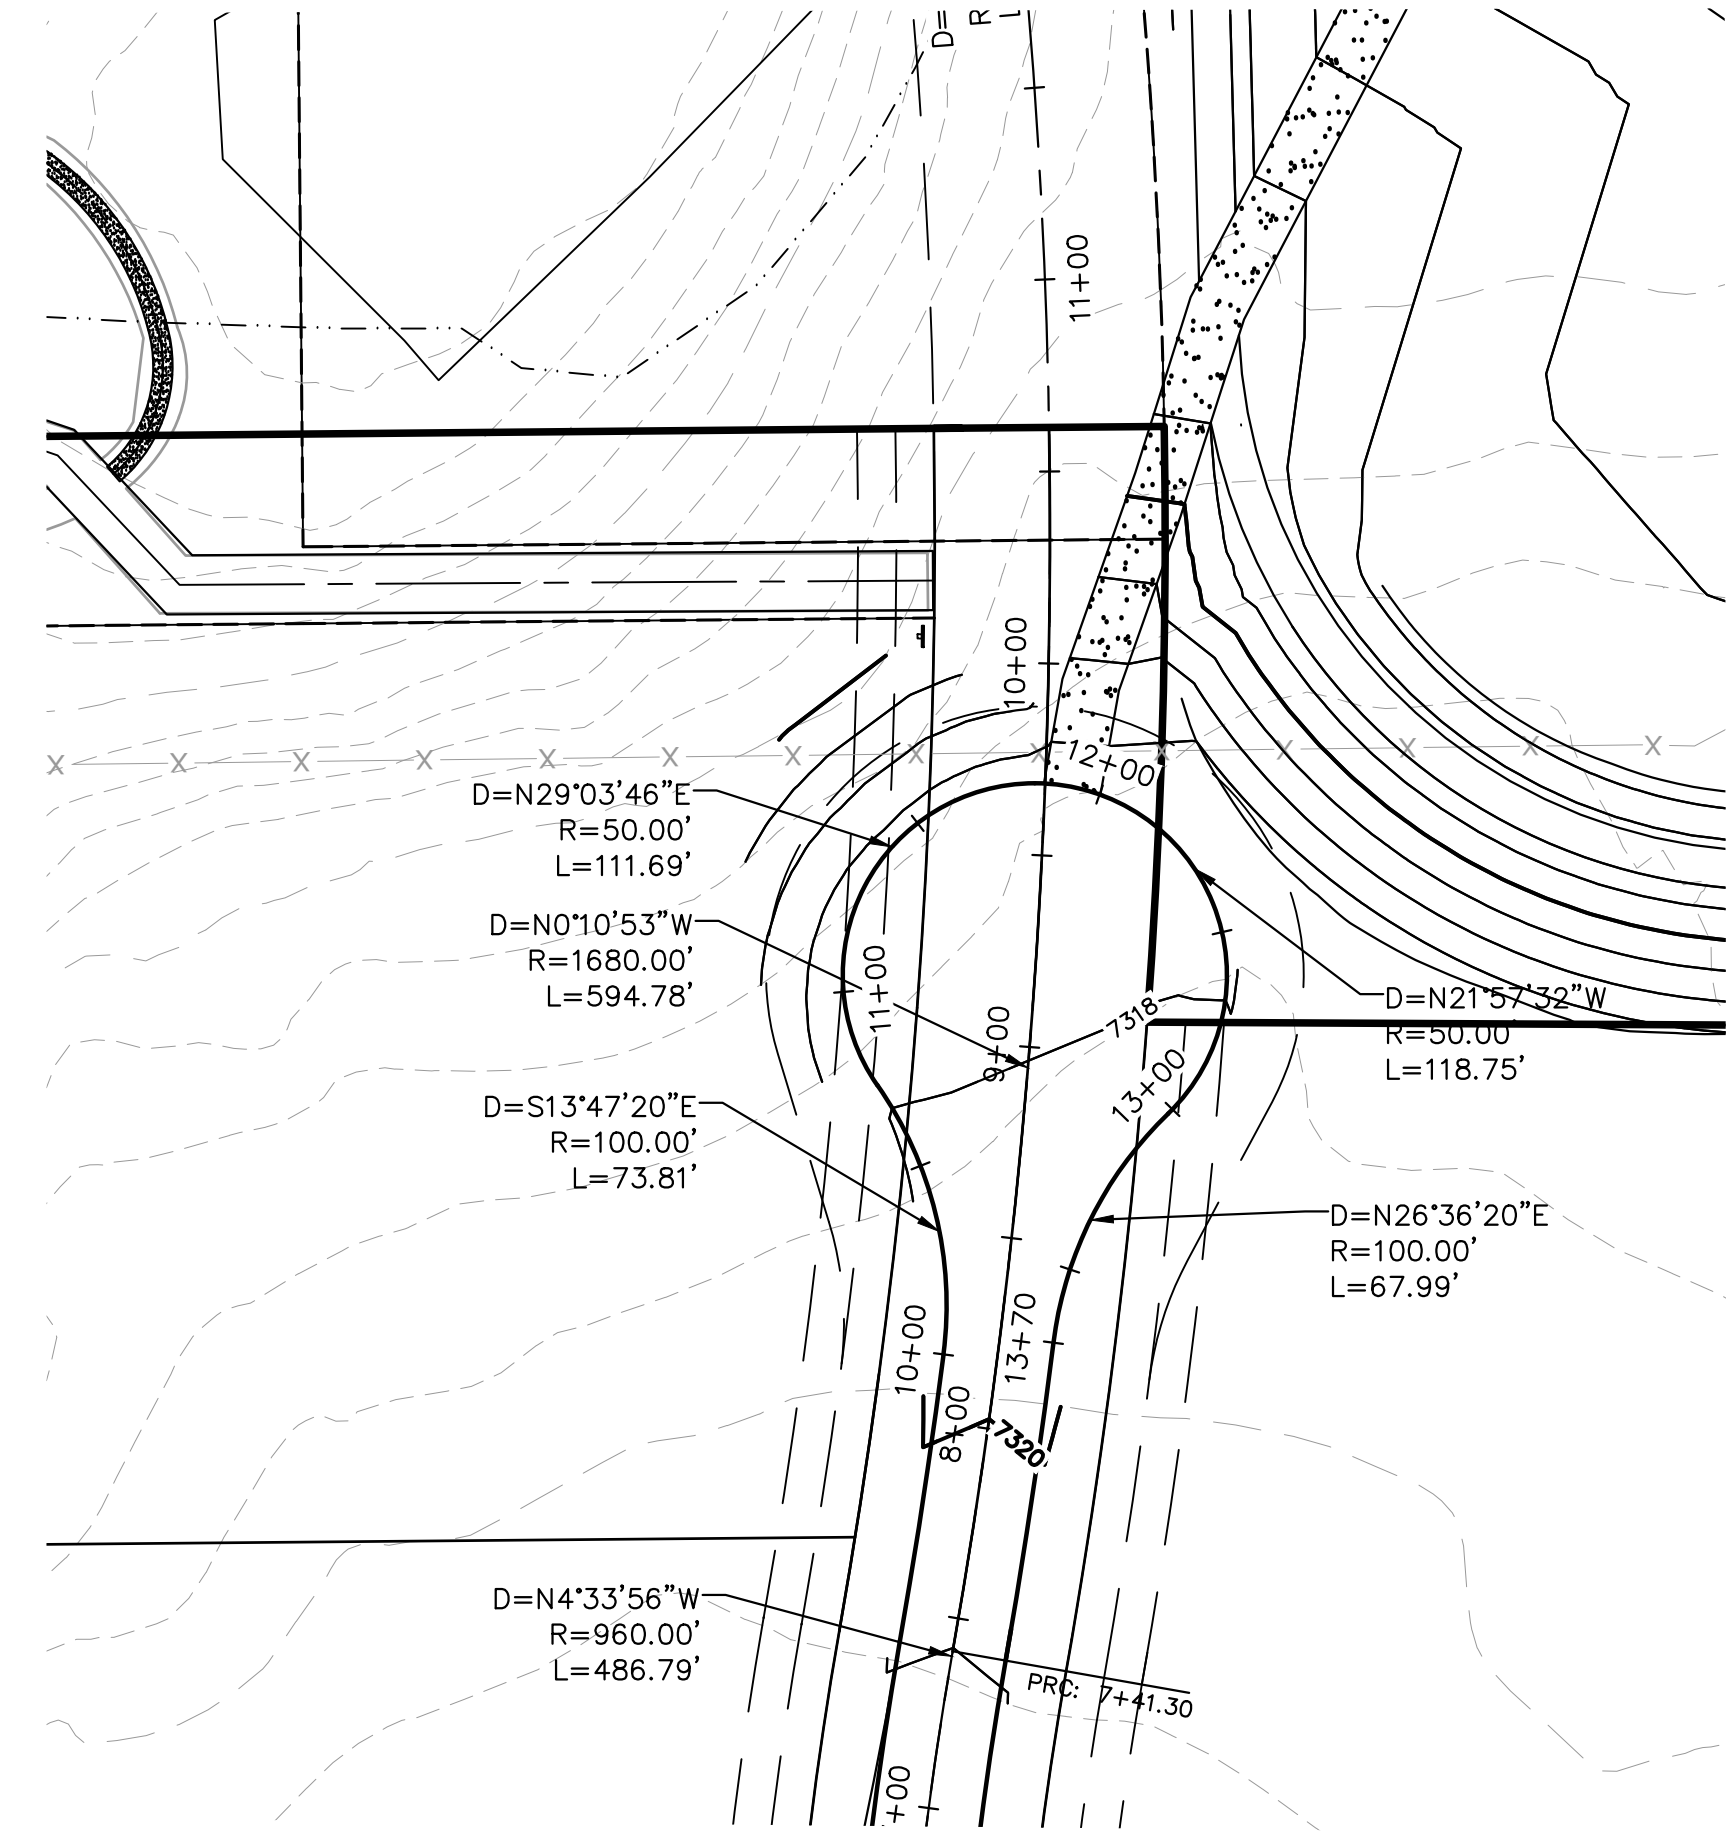 D=
R
L
11+00
10+00
12+00
X X X X X X X X X X X X X X
D=N29°03'46"E
R=50.00'
L=111.69'
D=N0°10'53"W
R=1680.00'
L=594.78'
11+00
9+00
7318
D=N21°57'32"W
R=50.00'
L=118.75'
13+00
D=S13°47'20"E
R=100.00'
L=73.81'
D=N26°36'20"E
R=100.00'
L=67.99'
10+00
13+70
8+00
7320
D=N4°33'56"W
R=960.00'
L=486.79'
PRC: 7+41.30
+00